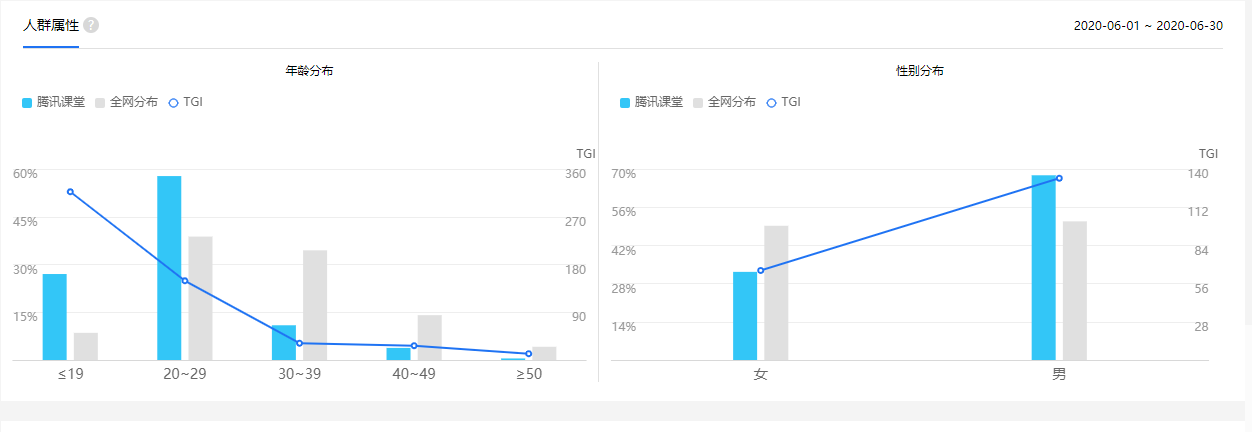 人群属性 ?
2020-06-01 ~ 2020-06-30
年龄分布
腾讯课堂 全网分布 TGI
TGI
60% 360
45% 270
30% 180
15% 90
≤19 20~29 30~39 40~49 ≥50
性别分布
腾讯课堂 全网分布 TGI
TGI
70% 140
56% 112
42% 84
28% 56
14% 28
女 男